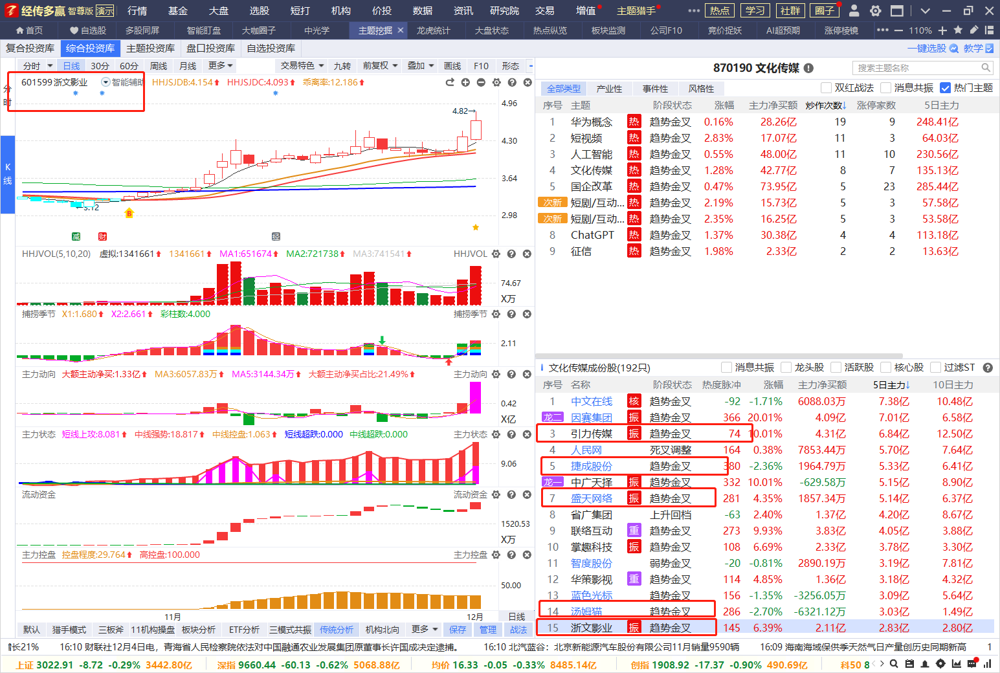 经传多赢 智尊版 演示 行情 基金 大盘 选股 短打 机构 价投 数据 资讯 研究院 交易 增值 主题猎手 ••• 热点 学习 社群 圈子
首页 自选股 多股同屏 智能盯盘 大咖圈子 中光学 主题挖掘 龙虎统计 大盘状态 热点纵览 板块监测 公司F10 竞价捉妖 AI超预期 涨停棱镜 ••• 110%
复合投资库 综合投资库 主题投资库 盘口投资库 自选投资库 一键选股 教学
分时 日线 30分 60分 周线 月线 更多 交易特色 九转 前复权 叠加 画线 F10 形态
分时
K线
601599 浙文影业 智能辅助 HHJSJDB:4.154 HHJSJDC:4.093 乖离率:12.186
4.96
4.82
4.30
3.64
3.12
2.98
B
减 财 经
HHJVOL(5,10,20) 虚拟:1341661 1341661 MA1:651674 MA2:721738 MA3:741541 HHJVOL
74.67
X万
捕捞季节 X1:1.680 X2:2.661 彩柱数:4.000 捕捞季节
2.11
主力动向 大额主动净买:1.33亿 MA3:6057.83万 MA5:3144.34万 大额主动净买占比:21.49% 主力动向
0.42
X亿
主力状态 短线上攻:8.081 中线强势:18.817 中线控盘:1.063 短线超跌:0.000 中线超跌:0.000 主力状态
9.06
流动资金 流动资金
1520.53
X万
主力控盘 控盘程度:29.764 高控盘:100.000 主力控盘
50.00
11月 12月 日线
默认 猎手模式 三板斧 11机构操盘 板块分析 ETF分析 三模式共振 传统分析 机构北向 更多 保存 管理 战法
870190 文化传媒 搜索主题名称
全部类型 产业性 事件性 风格性 双红战法 消息共振 热门主题
序号 主题 阶段状态 涨幅 主力净买额 炒作次数↓ 涨停家数 5日主力
1 华为概念 热 趋势金叉 0.16% 28.26亿 19 9 248.41亿
2 短视频 热 趋势金叉 2.83% 17.07亿 11 3 64.03亿
3 人工智能 热 趋势金叉 0.55% 48.00亿 11 10 230.56亿
4 文化传媒 热 趋势金叉 1.28% 42.77亿 8 7 135.13亿
5 国企改革 热 趋势金叉 0.47% 73.95亿 5 23 285.44亿
次新 短剧/互动... 热 趋势金叉 2.19% 15.73亿 5 3 57.58亿
次新 短剧/互动... 热 趋势金叉 2.35% 16.25亿 5 3 53.58亿
8 ChatGPT 热 趋势金叉 1.37% 30.38亿 4 4 113.18亿
9 征信 热 趋势金叉 1.98% 2.33亿 2 2 13.63亿
文化传媒成份股(192只) 消息共振 龙头股 活跃股 核心股 过滤ST
序号 名称 阶段状态 热度脉冲 涨幅 主力净买额 5日主力↓ 10日主力
1 中文在线 核 趋势金叉 -92 -1.71% 6088.03万 7.38亿 10.48亿
龙二 因赛集团 振 趋势金叉 366 20.01% 4.09亿 7.01亿 6.58亿
3 引力传媒 振 趋势金叉 74 10.01% 4.31亿 6.84亿 12.50亿
4 人民网 死叉调整 164 0.38% 7853.44万 5.70亿 7.64亿
5 捷成股份 趋势金叉 380 -2.36% 1964.79万 5.33亿 6.41亿
龙一 中广天择 振 趋势金叉 332 10.01% -629.58万 5.15亿 8.90亿
7 盛天网络 振 趋势金叉 281 4.35% 1857.34万 5.14亿 6.37亿
8 省广集团 上升回档 -63 2.40% 1.37亿 4.20亿 8.67亿
9 联络互动 重 趋势金叉 273 9.93% 3.83亿 4.05亿 3.88亿
10 掌趣科技 振 趋势金叉 108 6.69% 2.33亿 3.78亿 3.30亿
11 智度股份 弱势金叉 -20 -0.81% 2890.19万 3.19亿 7.81亿
12 华策影视 重 趋势金叉 114 4.85% 1.36亿 3.18亿 4.32亿
13 蓝色光标 趋势金叉 156 -1.35% -3256.05万 3.09亿 5.64亿
14 汤姆猫 趋势金叉 286 -2.70% -6321.12万 3.03亿 1.49亿
15 浙文影业 振 趋势金叉 145 6.39% 2.11亿 2.83亿 2.80亿
增长21% 16:10 财联社12月4日电，青海省人民检察院依法对中国融通农业发展集团原董事长许国成决定逮捕。 16:10 北汽蓝谷：北京新能源汽车股份有限公司11月销量9590辆 16:09 海南海域保供季天然气日产量创历史同期新高 1
上证 3022.91 -8.72 -0.29% 3442.80亿 深指 9660.44 -60.13 -0.62% 5068.88亿 均价 16.33 -0.05 -0.33% 8485.14亿 创指 1908.92 -17.37 -0.90% 490.69亿 科50 8